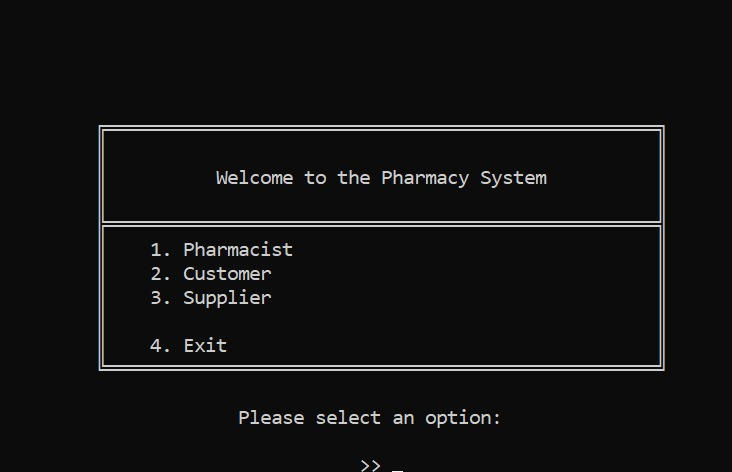 Welcome to the Pharmacy System
1. Pharmacist
2. Customer
3. Supplier
4. Exit
Please select an option:
>> _